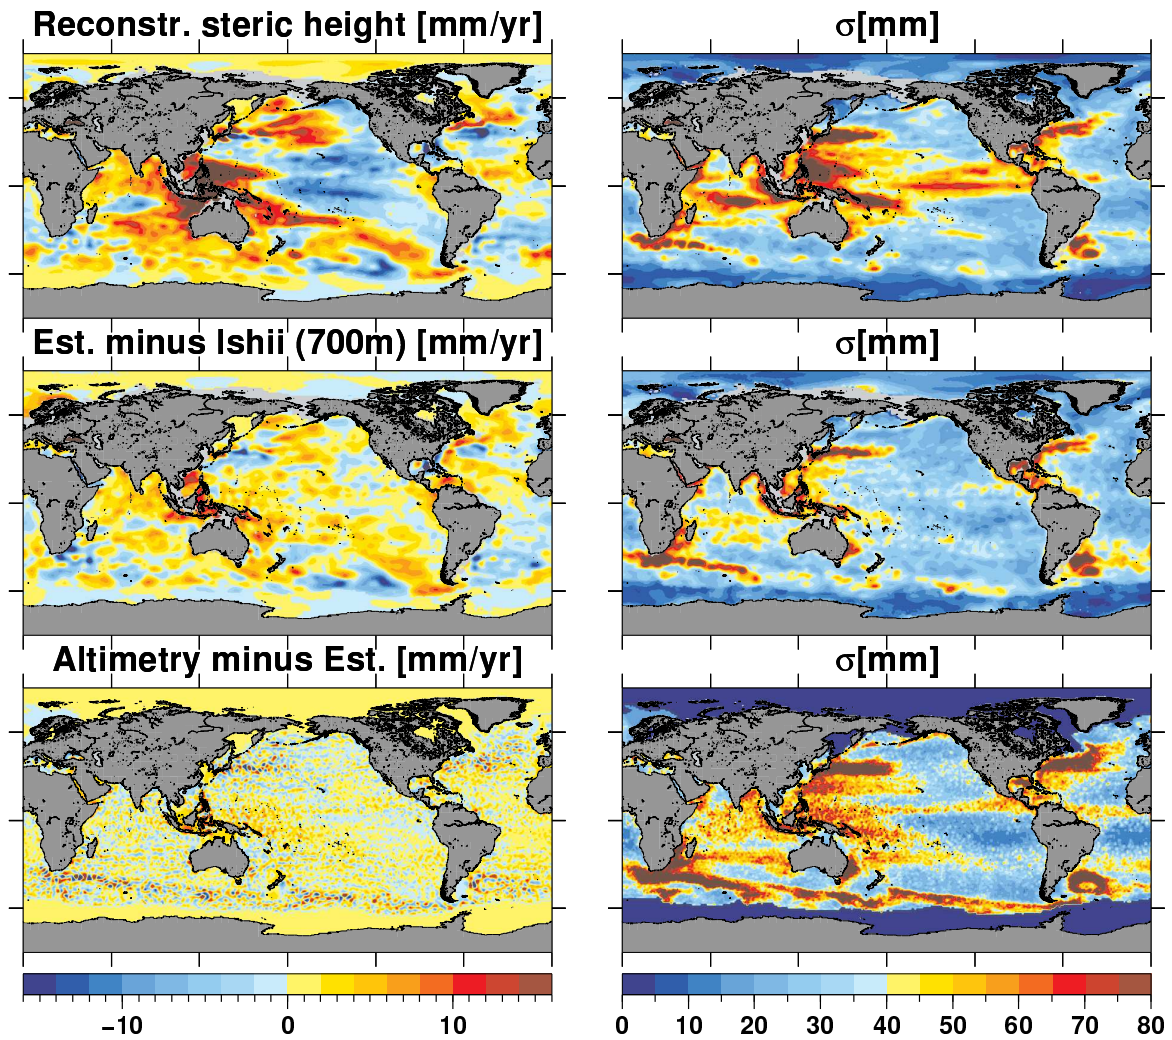 Reconstr. steric height [mm/yr]
σ[mm]
Est. minus Ishii (700m) [mm/yr]
σ[mm]
Altimetry minus Est. [mm/yr]
σ[mm]
−10 0 10
0 10 20 30 40 50 60 70 80